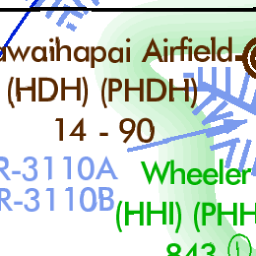 awaihapai Airfield
(HDH) (PHDH)
14 - 90
R-3110A
Wheeler
R-3110B
(HHI) (PHH
843